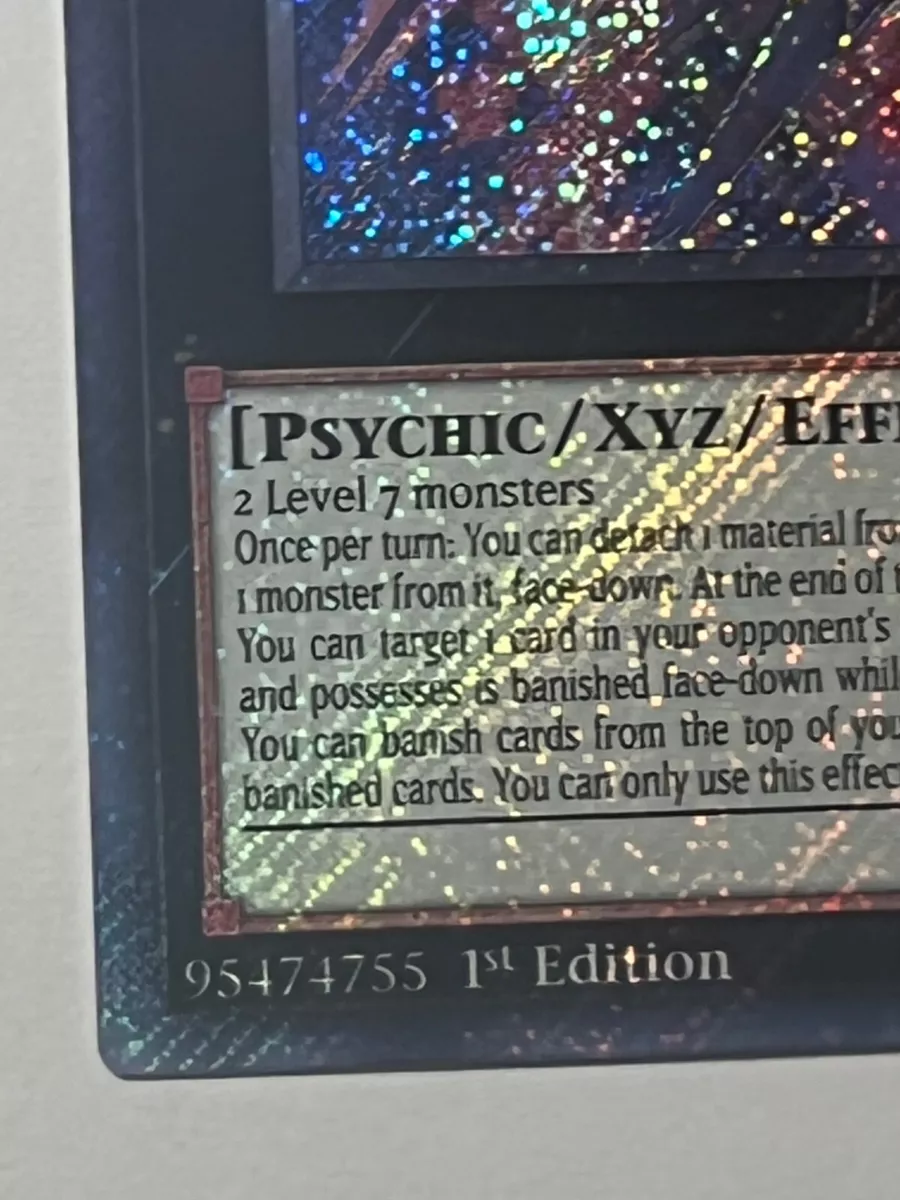 [PSYCHIC/XYZ/EFF
2 Level 7 monsters
Once per turn: You can detach 1 material fro
1 monster from it, face-down. At the end of t
You can target 1 card in your opponent's
and possesses is banished face-down whil
You can banish cards from the top of you
banished cards. You can only use this effec
95474755 1st Edition